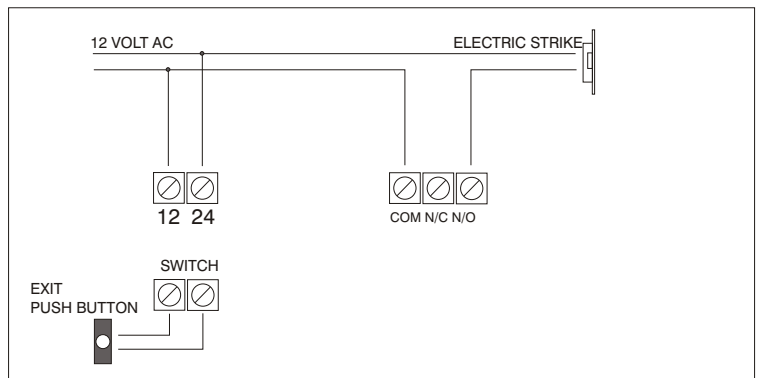 12 VOLT AC
ELECTRIC STRIKE
12 24
COM N/C N/O
SWITCH
EXIT
PUSH BUTTON